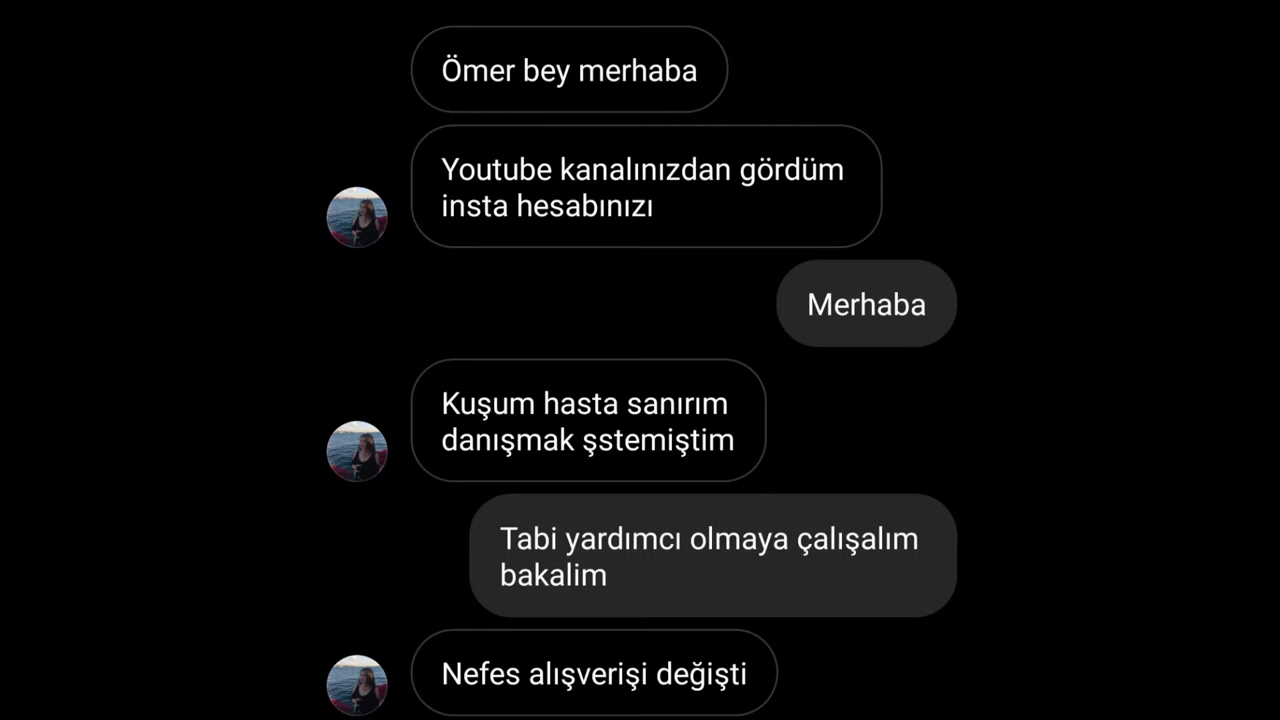 Ömer bey merhaba
Youtube kanalınızdan gördüm
insta hesabınızı
Merhaba
Kuşum hasta sanırım
danışmak şstemiştim
Tabi yardımcı olmaya çalışalım
bakalim
Nefes alışverişi değişti